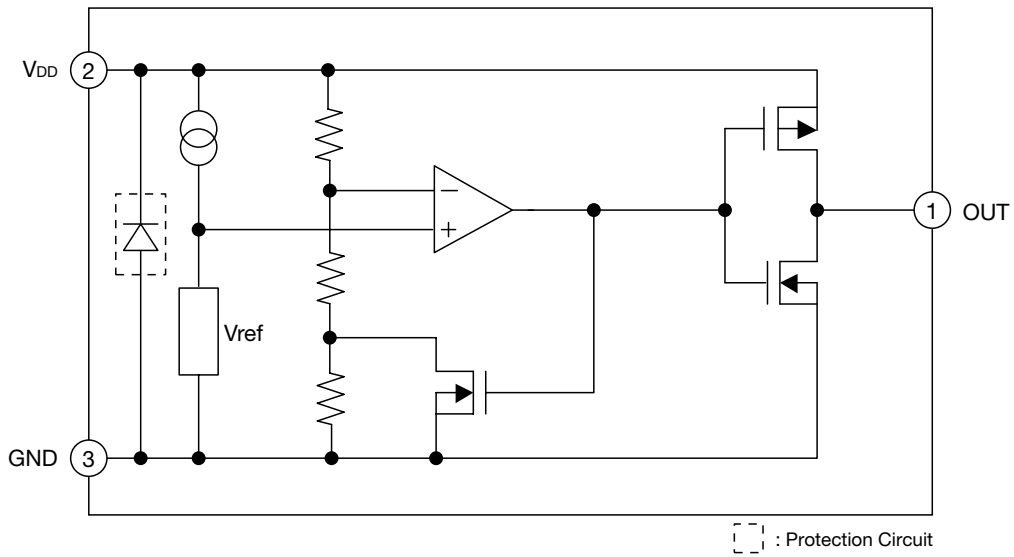 VDD 2
−
+
1 OUT
Vref
GND 3
: Protection Circuit